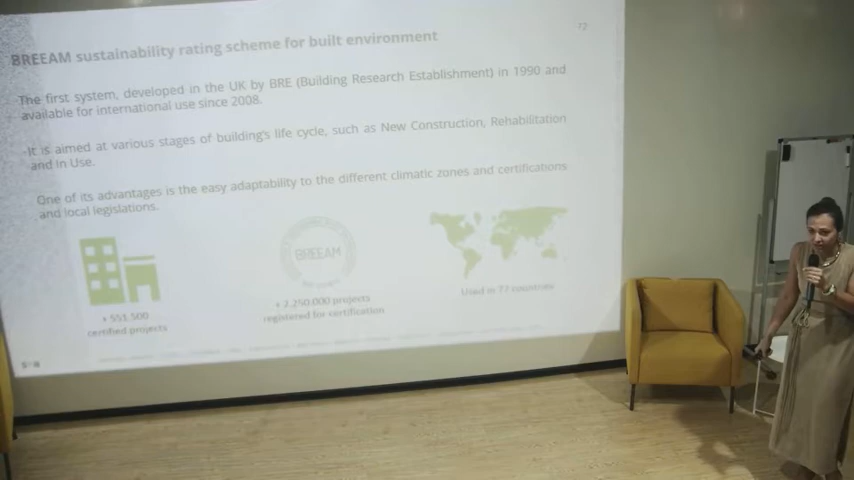 17
BREEAM sustainability rating scheme for built environment
The first system, developed in the UK by BRE (Building Research Establishment) in 1990 and
available for international use since 2008.
It is aimed at various stages of building's life cycle, such as New Construction, Rehabilitation
and In Use.
One of its advantages is the easy adaptability to the different climatic zones and certifications
and local legislations.
BREEAM
+ 551.500
certified projects
+ 2.250.000 projects
registered for certification
Used in 77 countries